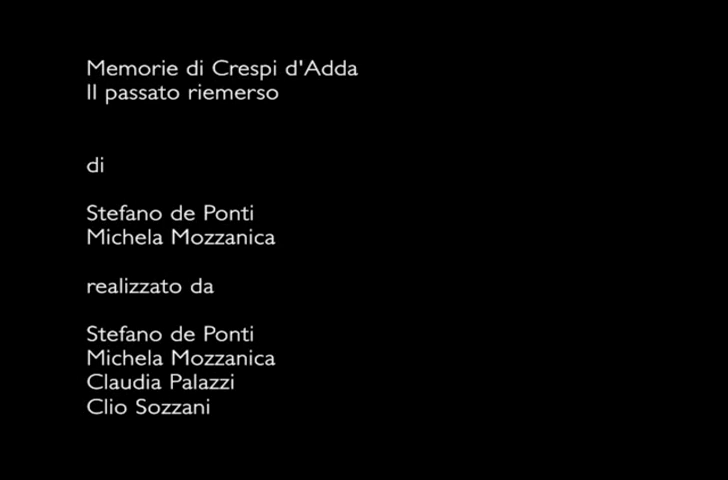 Memorie di Crespi d'Adda
Il passato riemerso
di
Stefano de Ponti
Michela Mozzanica
realizzato da
Stefano de Ponti
Michela Mozzanica
Claudia Palazzi
Clio Sozzani